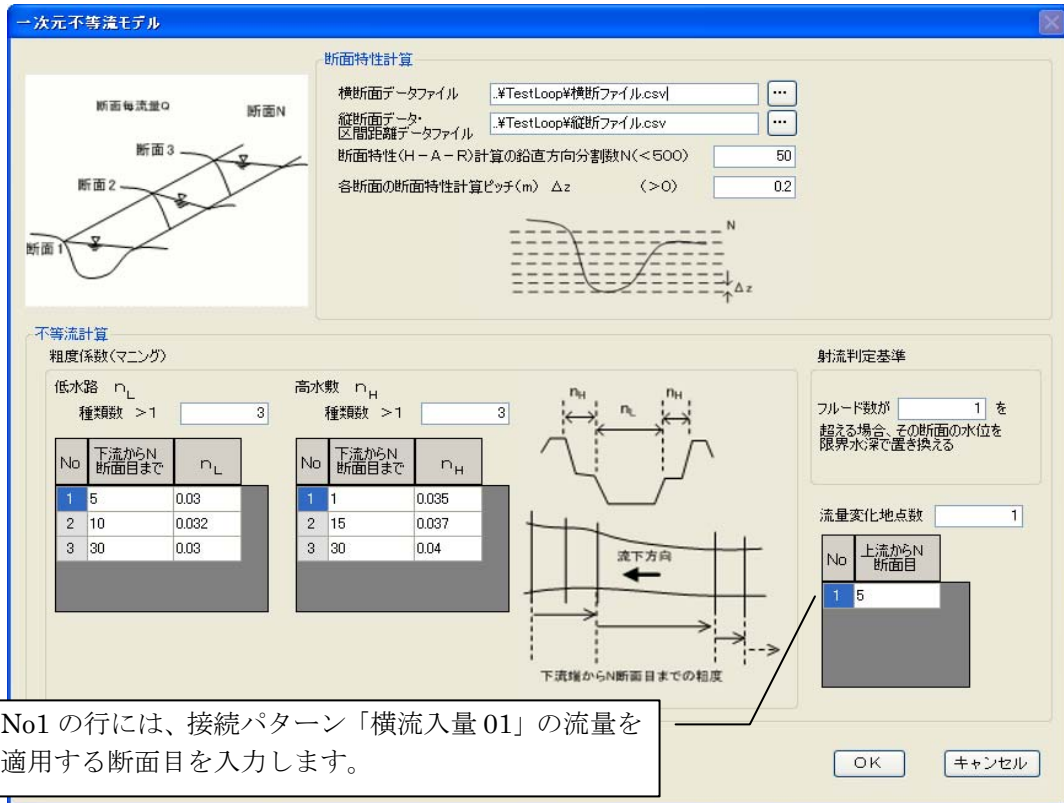 一次元不等流モデル
断面毎流量Q
断面N
断面3
断面2
断面1
断面特性計算
横断面データファイル
..¥TestLoop¥横断ファイル.csv
...
縦断面データ・
区間距離データファイル
..¥TestLoop¥縦断ファイル.csv
...
断面特性(H-A-R)計算の鉛直方向分割数N(<500)
50
各断面の断面特性計算ピッチ(m) Δz (>0)
0.2
N
Δz
不等流計算
粗度係数(マニング)
低水路 nL
種類数 >1
3
No 下流からN断面目まで nL
1 5 0.03
2 10 0.032
3 30 0.03
高水敷 nH
種類数 >1
3
No 下流からN断面目まで nH
1 1 0.035
2 15 0.037
3 30 0.04
nH nL nH
流下方向
下流端からN断面目までの粗度
射流判定基準
フルード数が 1 を
超える場合、その断面の水位を
限界水深で置き換える
流量変化地点数 1
No 上流からN断面目
1 5
No1 の行には、接続パターン「横流入量 01」の流量を
適用する断面目を入力します。
OK
キャンセル